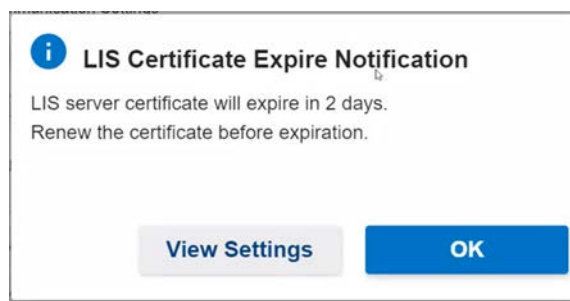 LIS Certificate Expire Notification
LIS server certificate will expire in 2 days.
Renew the certificate before expiration.
View Settings
OK